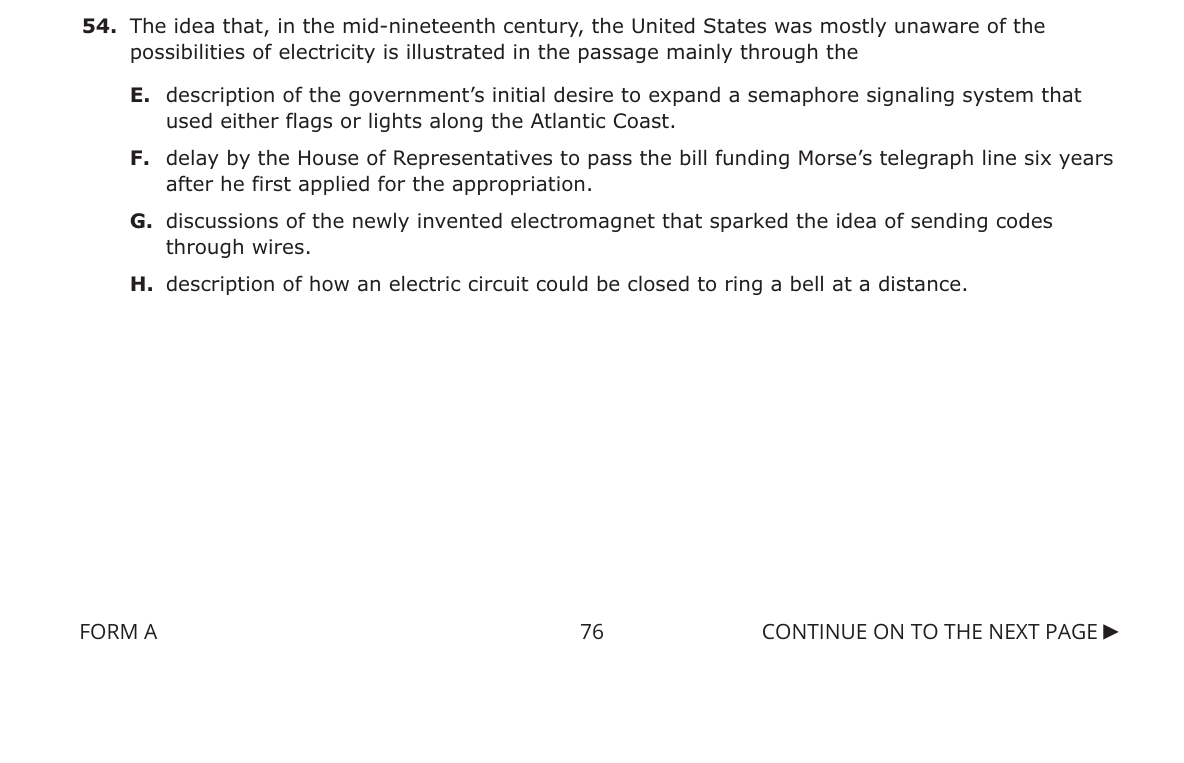 54. The idea that, in the mid-nineteenth century, the United States was mostly unaware of the
possibilities of electricity is illustrated in the passage mainly through the
E. description of the government’s initial desire to expand a semaphore signaling system that
used either flags or lights along the Atlantic Coast.
F. delay by the House of Representatives to pass the bill funding Morse’s telegraph line six years
after he first applied for the appropriation.
G. discussions of the newly invented electromagnet that sparked the idea of sending codes
through wires.
H. description of how an electric circuit could be closed to ring a bell at a distance.
FORM A 76 CONTINUE ON TO THE NEXT PAGE ▶